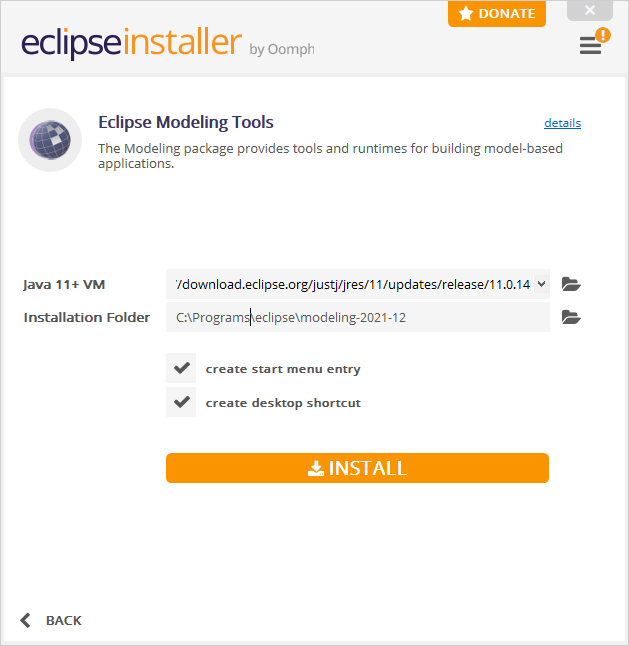 DONATE
eclipseinstaller by Oomph
!
Eclipse Modeling Tools
details
The Modeling package provides tools and runtimes for building model-based
applications.
Java 11+ VM
/download.eclipse.org/justj/jres/11/updates/release/11.0.14
Installation Folder
C:\Programs\eclipse\modeling-2021-12
create start menu entry
create desktop shortcut
INSTALL
BACK